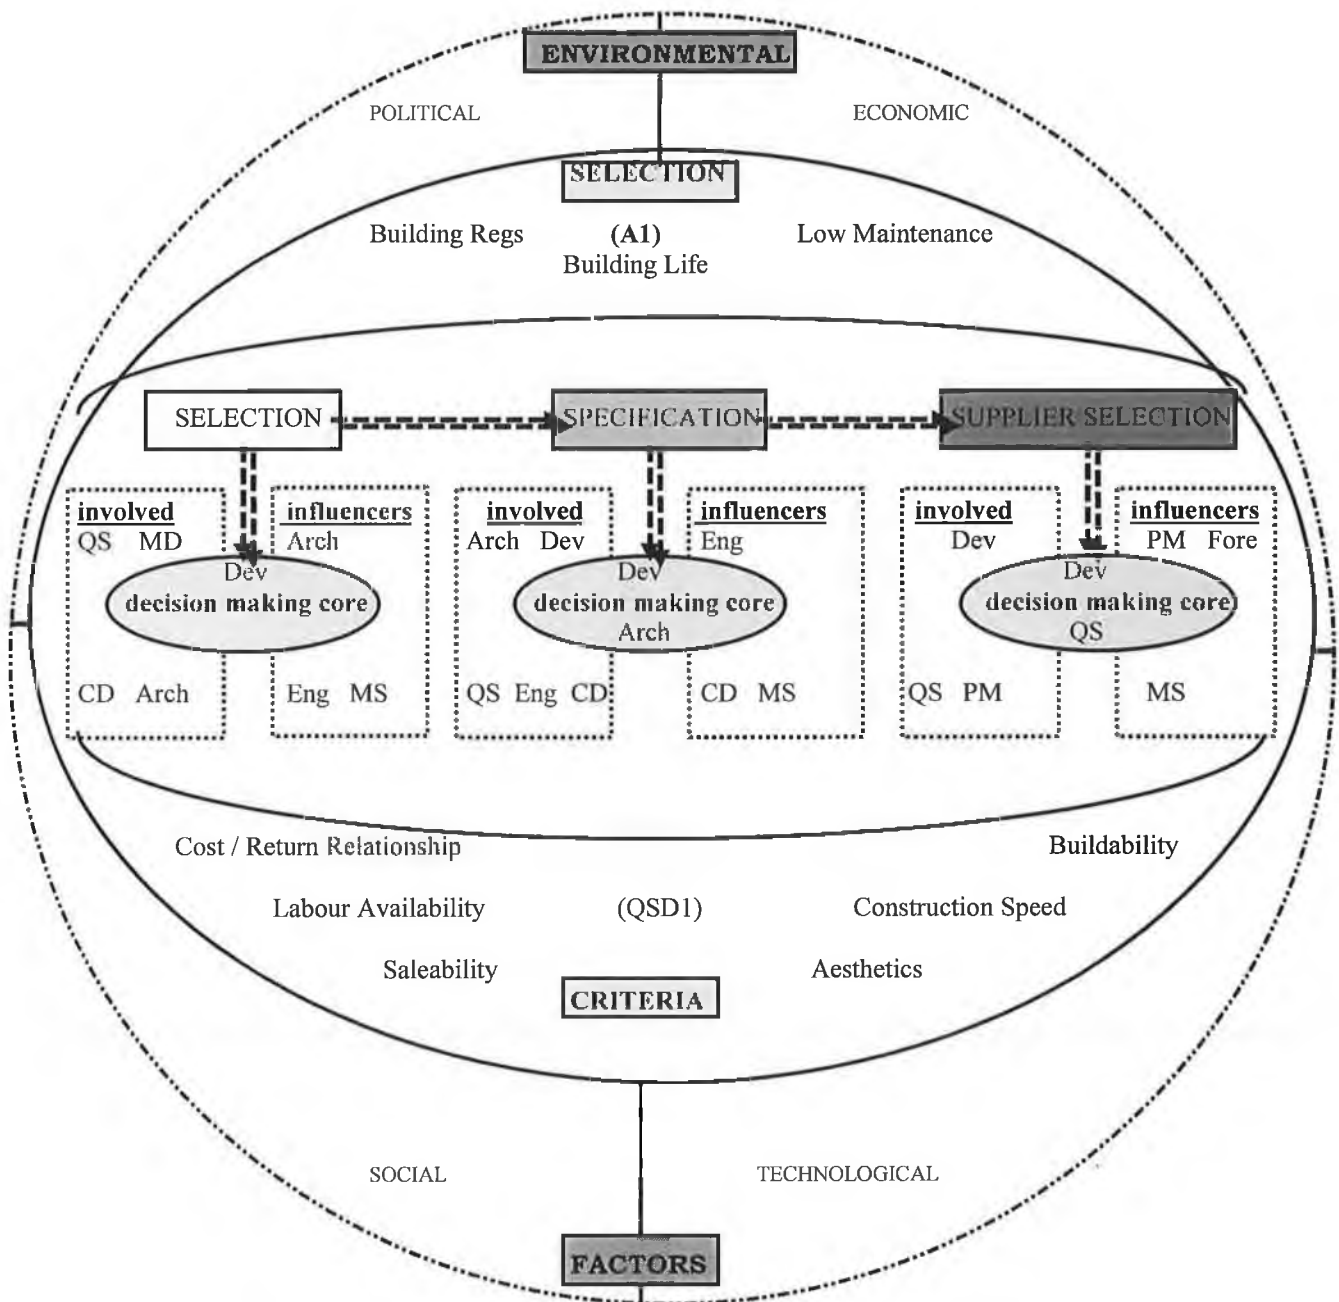 ENVIRONMENTAL
POLITICAL ECONOMIC
SELECTION
Building Regs (A1) Low Maintenance
Building Life
SELECTION SPECIFICATION SUPPLIER SELECTION
involved influencers involved influencers involved influencers
QS MD Arch Arch Dev Eng Dev PM Fore
Dev Dev Dev
decision making core decision making core decision making core
Arch QS
CD Arch Eng MS QS Eng CD CD MS QS PM MS
Cost / Return Relationship Buildability
Labour Availability (QSD1) Construction Speed
Saleability Aesthetics
CRITERIA
SOCIAL TECHNOLOGICAL
FACTORS